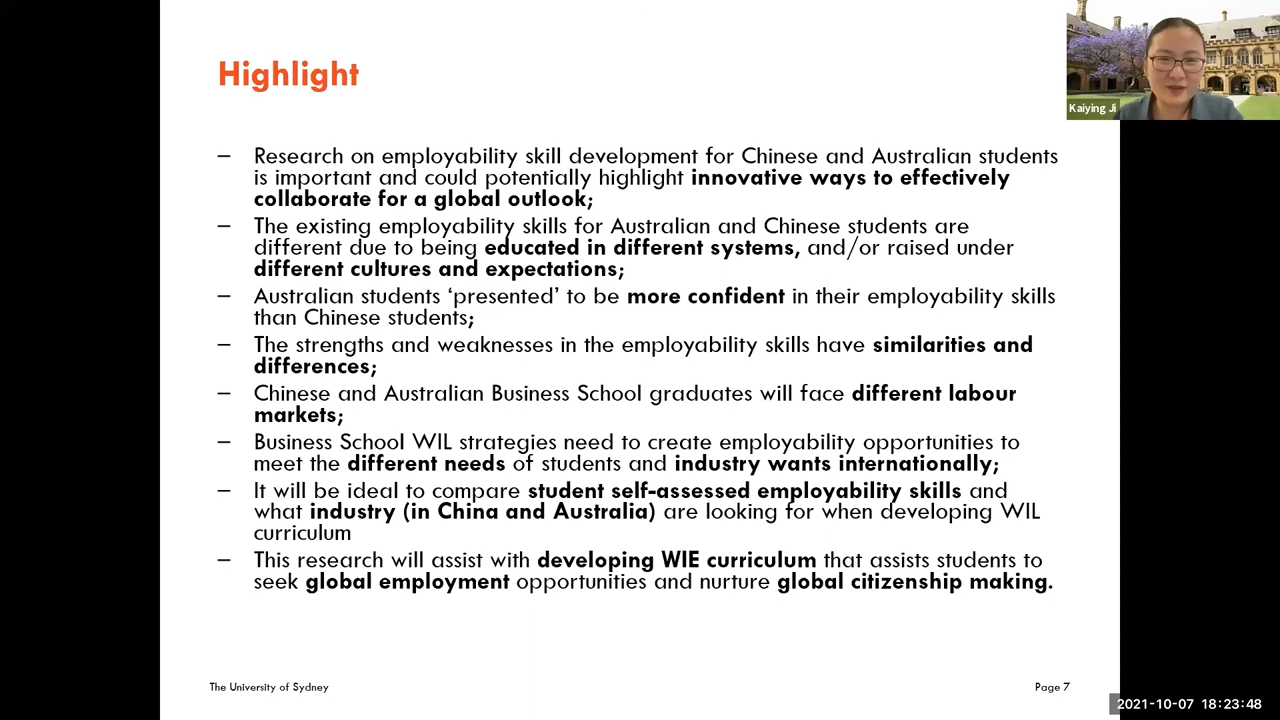 Highlight
Kaiying Ji
– Research on employability skill development for Chinese and Australian students
is important and could potentially highlight innovative ways to effectively
collaborate for a global outlook;
– The existing employability skills for Australian and Chinese students are
different due to being educated in different systems, and/or raised under
different cultures and expectations;
– Australian students ‘presented’ to be more confident in their employability skills
than Chinese students;
– The strengths and weaknesses in the employability skills have similarities and
differences;
– Chinese and Australian Business School graduates will face different labour
markets;
– Business School WIL strategies need to create employability opportunities to
meet the different needs of students and industry wants internationally;
– It will be ideal to compare student self-assessed employability skills and
what industry (in China and Australia) are looking for when developing WIL
curriculum
– This research will assist with developing WIE curriculum that assists students to
seek global employment opportunities and nurture global citizenship making.
The University of Sydney
Page 7
2021-10-07 18:23:48